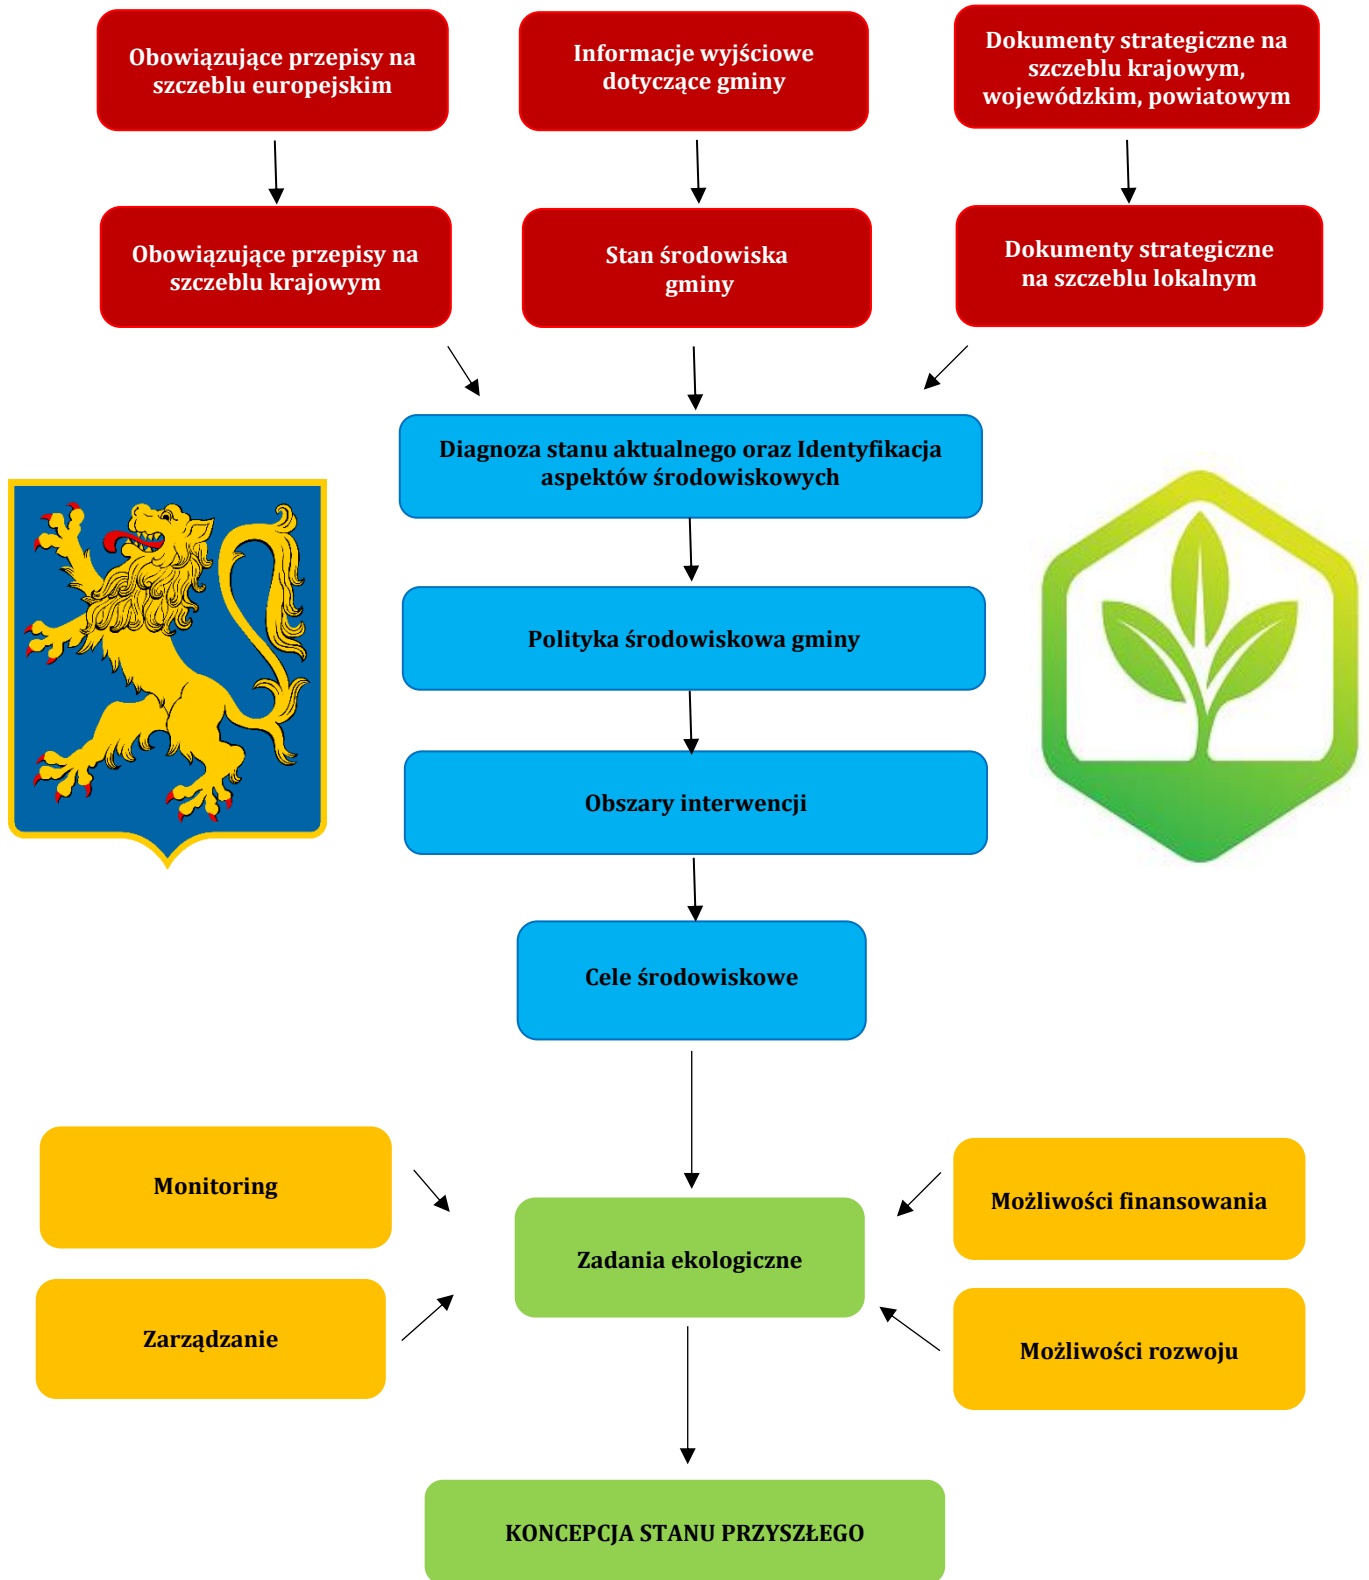 Obowiązujące przepisy na
szczeblu europejskim
Informacje wyjściowe
dotyczące gminy
Dokumenty strategiczne na
szczeblu krajowym,
wojewódzkim, powiatowym
Obowiązujące przepisy na
szczeblu krajowym
Stan środowiska
gminy
Dokumenty strategiczne
na szczeblu lokalnym
Diagnoza stanu aktualnego oraz Identyfikacja
aspektów środowiskowych
Polityka środowiskowa gminy
Obszary interwencji
Cele środowiskowe
Monitoring
Możliwości finansowania
Zadania ekologiczne
Zarządzanie
Możliwości rozwoju
KONCEPCJA STANU PRZYSZŁEGO